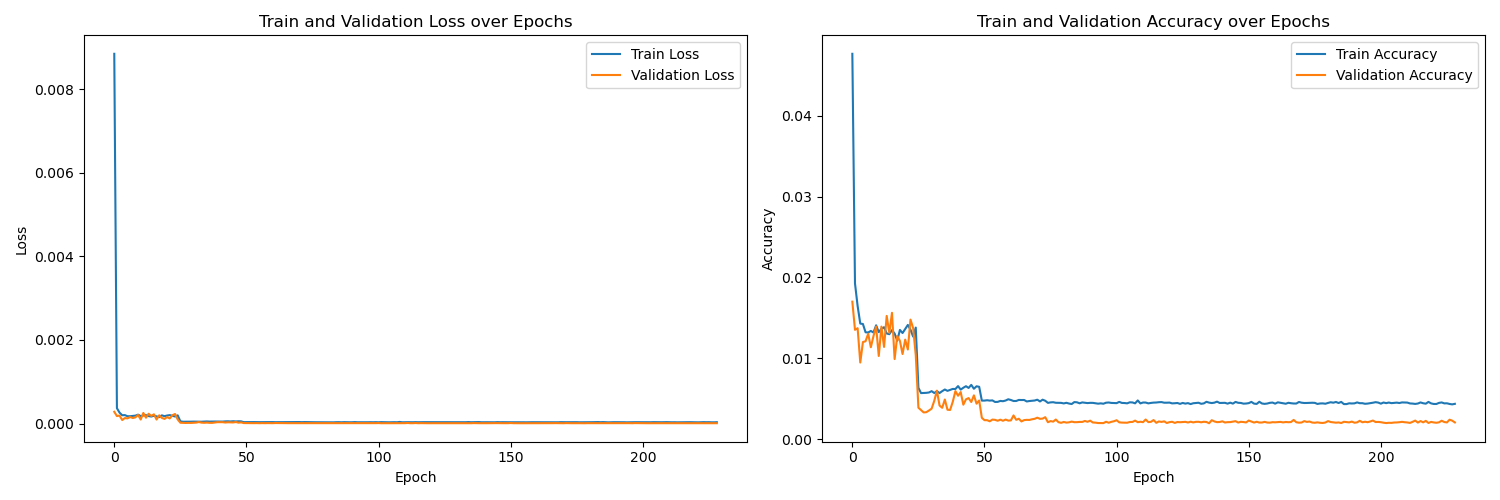 Train and Validation Loss over Epochs
Train Loss
Validation Loss
0.008
0.006
0.004
0.002
0.000
Loss
0
50
100
150
200
Epoch
Train and Validation Accuracy over Epochs
Train Accuracy
Validation Accuracy
0.04
0.03
0.02
0.01
0.00
Accuracy
0
50
100
150
200
Epoch